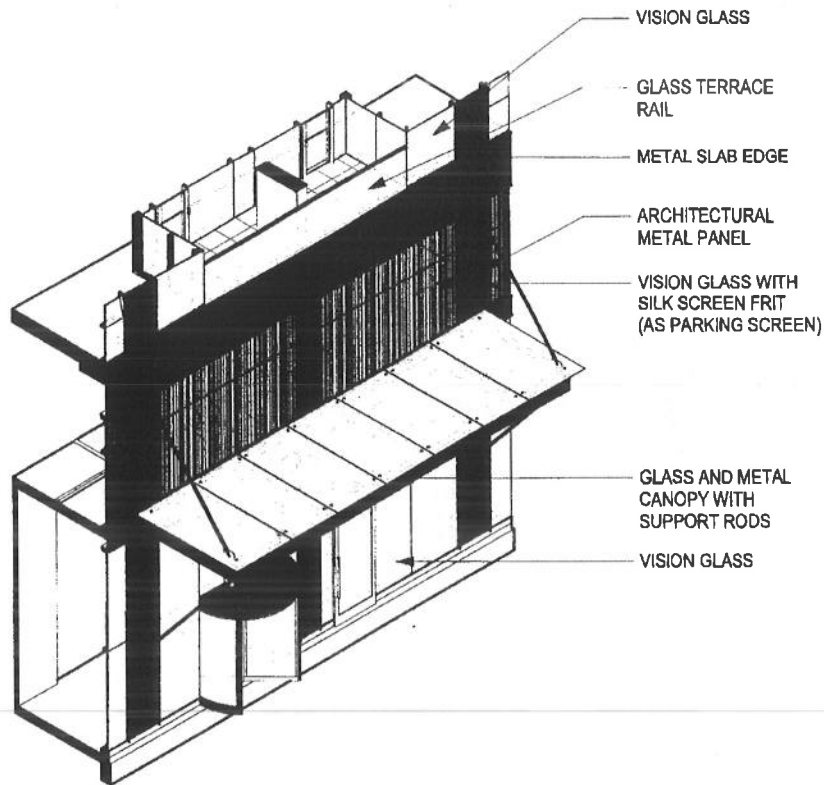 VISION GLASS
GLASS TERRACE
RAIL
METAL SLAB EDGE
ARCHITECTURAL
METAL PANEL
VISION GLASS WITH
SILK SCREEN FRIT
(AS PARKING SCREEN)
GLASS AND METAL
CANOPY WITH
SUPPORT RODS
VISION GLASS